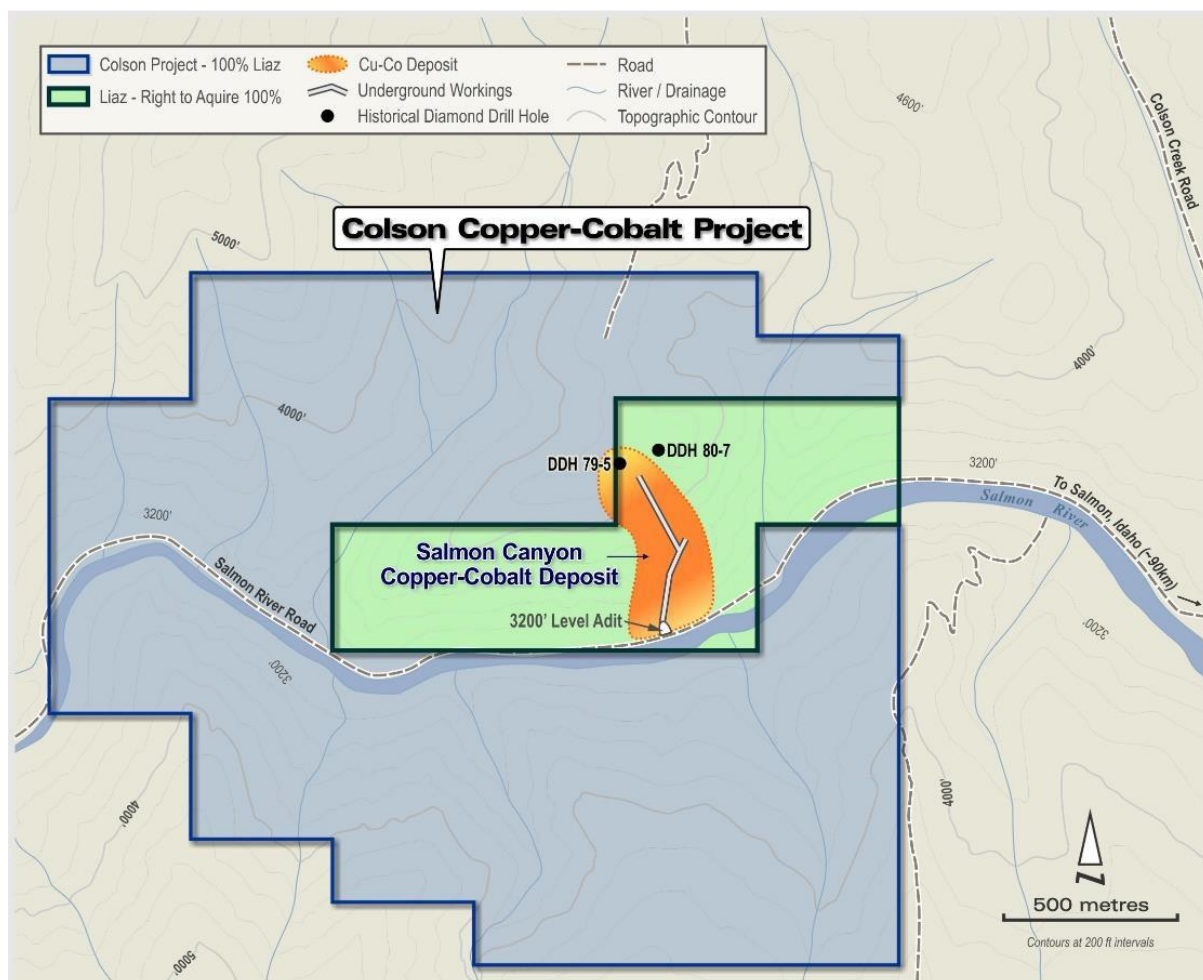 Colson Project - 100% Liaz
Liaz - Right to Aquire 100%
Cu-Co Deposit
Underground Workings
Historical Diamond Drill Hole
Road
River / Drainage
Topographic Contour
4600'
Colson Creek Road
Colson Copper-Cobalt Project
5000'
4000'
4000'
DDH 79-5
DDH 80-7
3200'
To Salmon, Idaho (~90km)
Salmon River
3200'
Salmon River Road
Salmon Canyon
Copper-Cobalt Deposit
3200' Level Adit
3200'
3200'
4000'
4000'
5000'
N
500 metres
Contours at 200 ft intervals